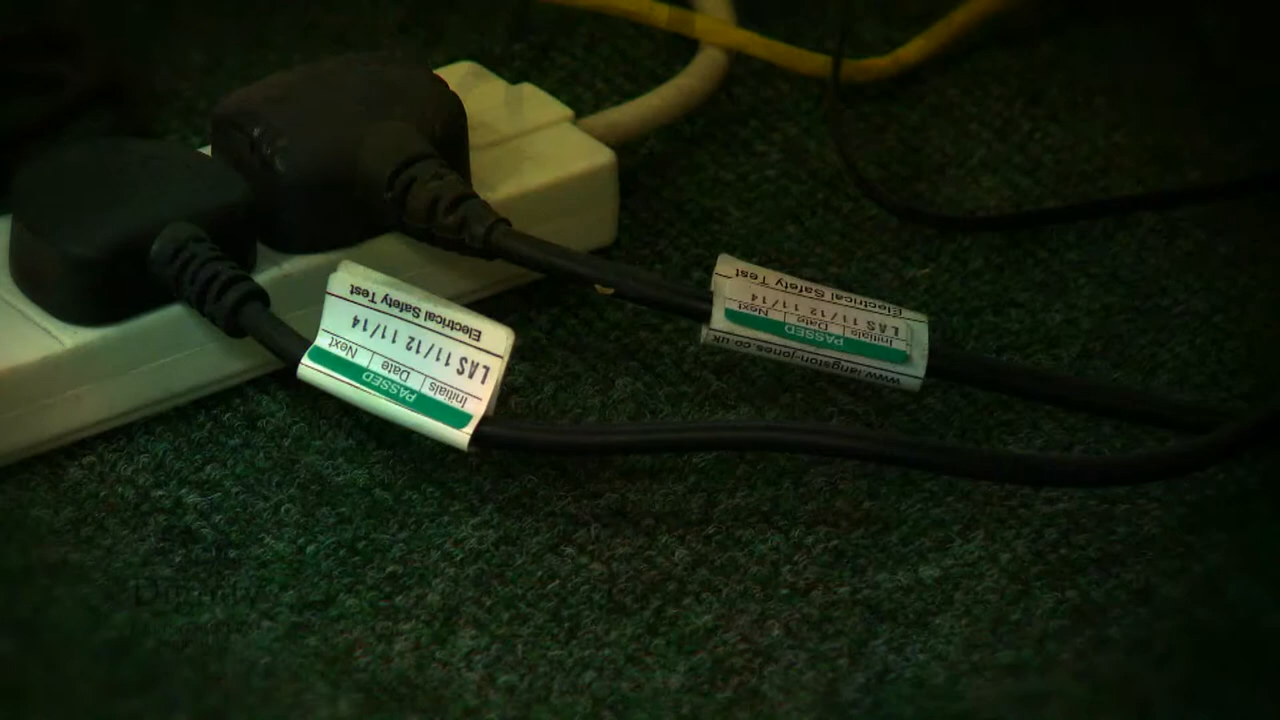 PASSED
Initials Date Next
LAS 11/12 11/14
Electrical Safety Test
www.langston-jones.co.uk
PASSED
Initials Date Next
LAS 11/12 11/14
Electrical Safety Test